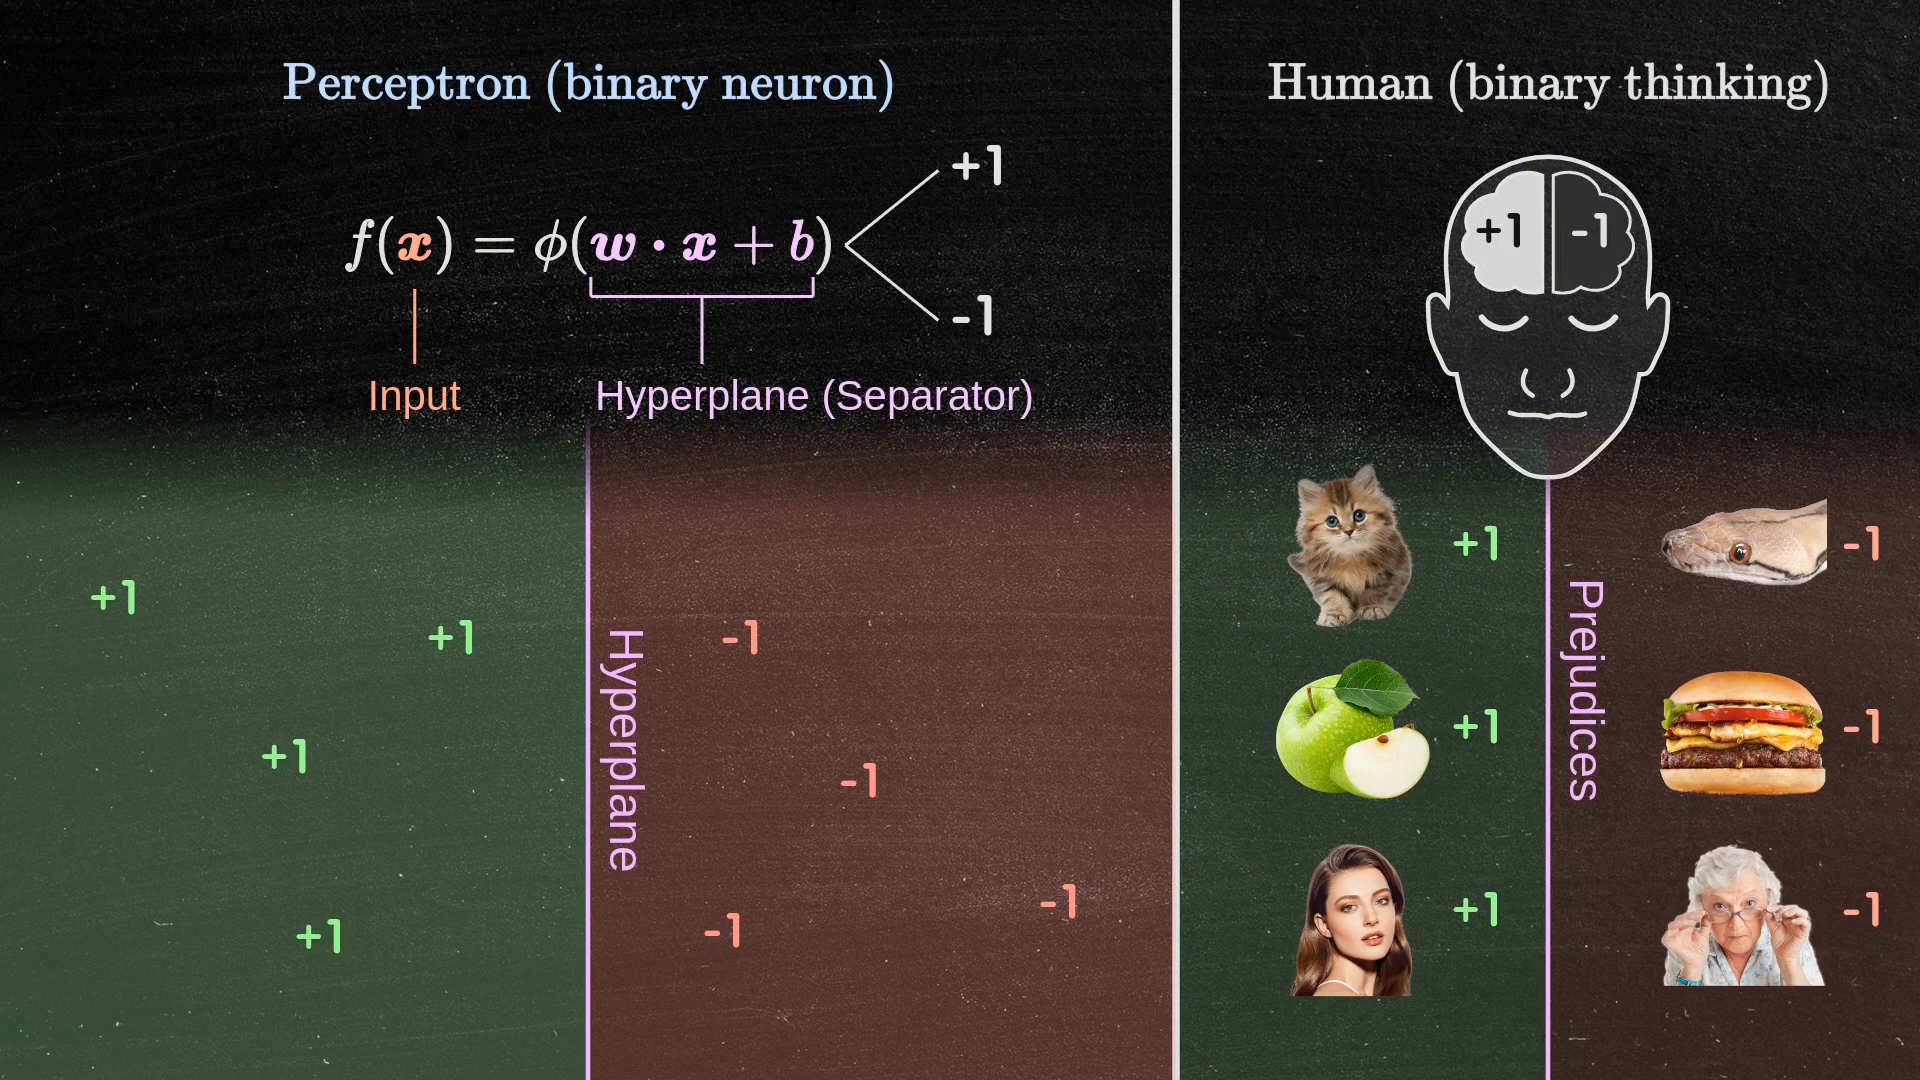 Perceptron (binary neuron)
f(x) = ϕ(w · x + b)
+1
-1
Input
Hyperplane (Separator)
+1
+1
+1
+1
Hyperplane
-1
-1
-1
-1
Human (binary thinking)
+1 -1
+1
-1
Prejudices
+1
-1
+1
-1